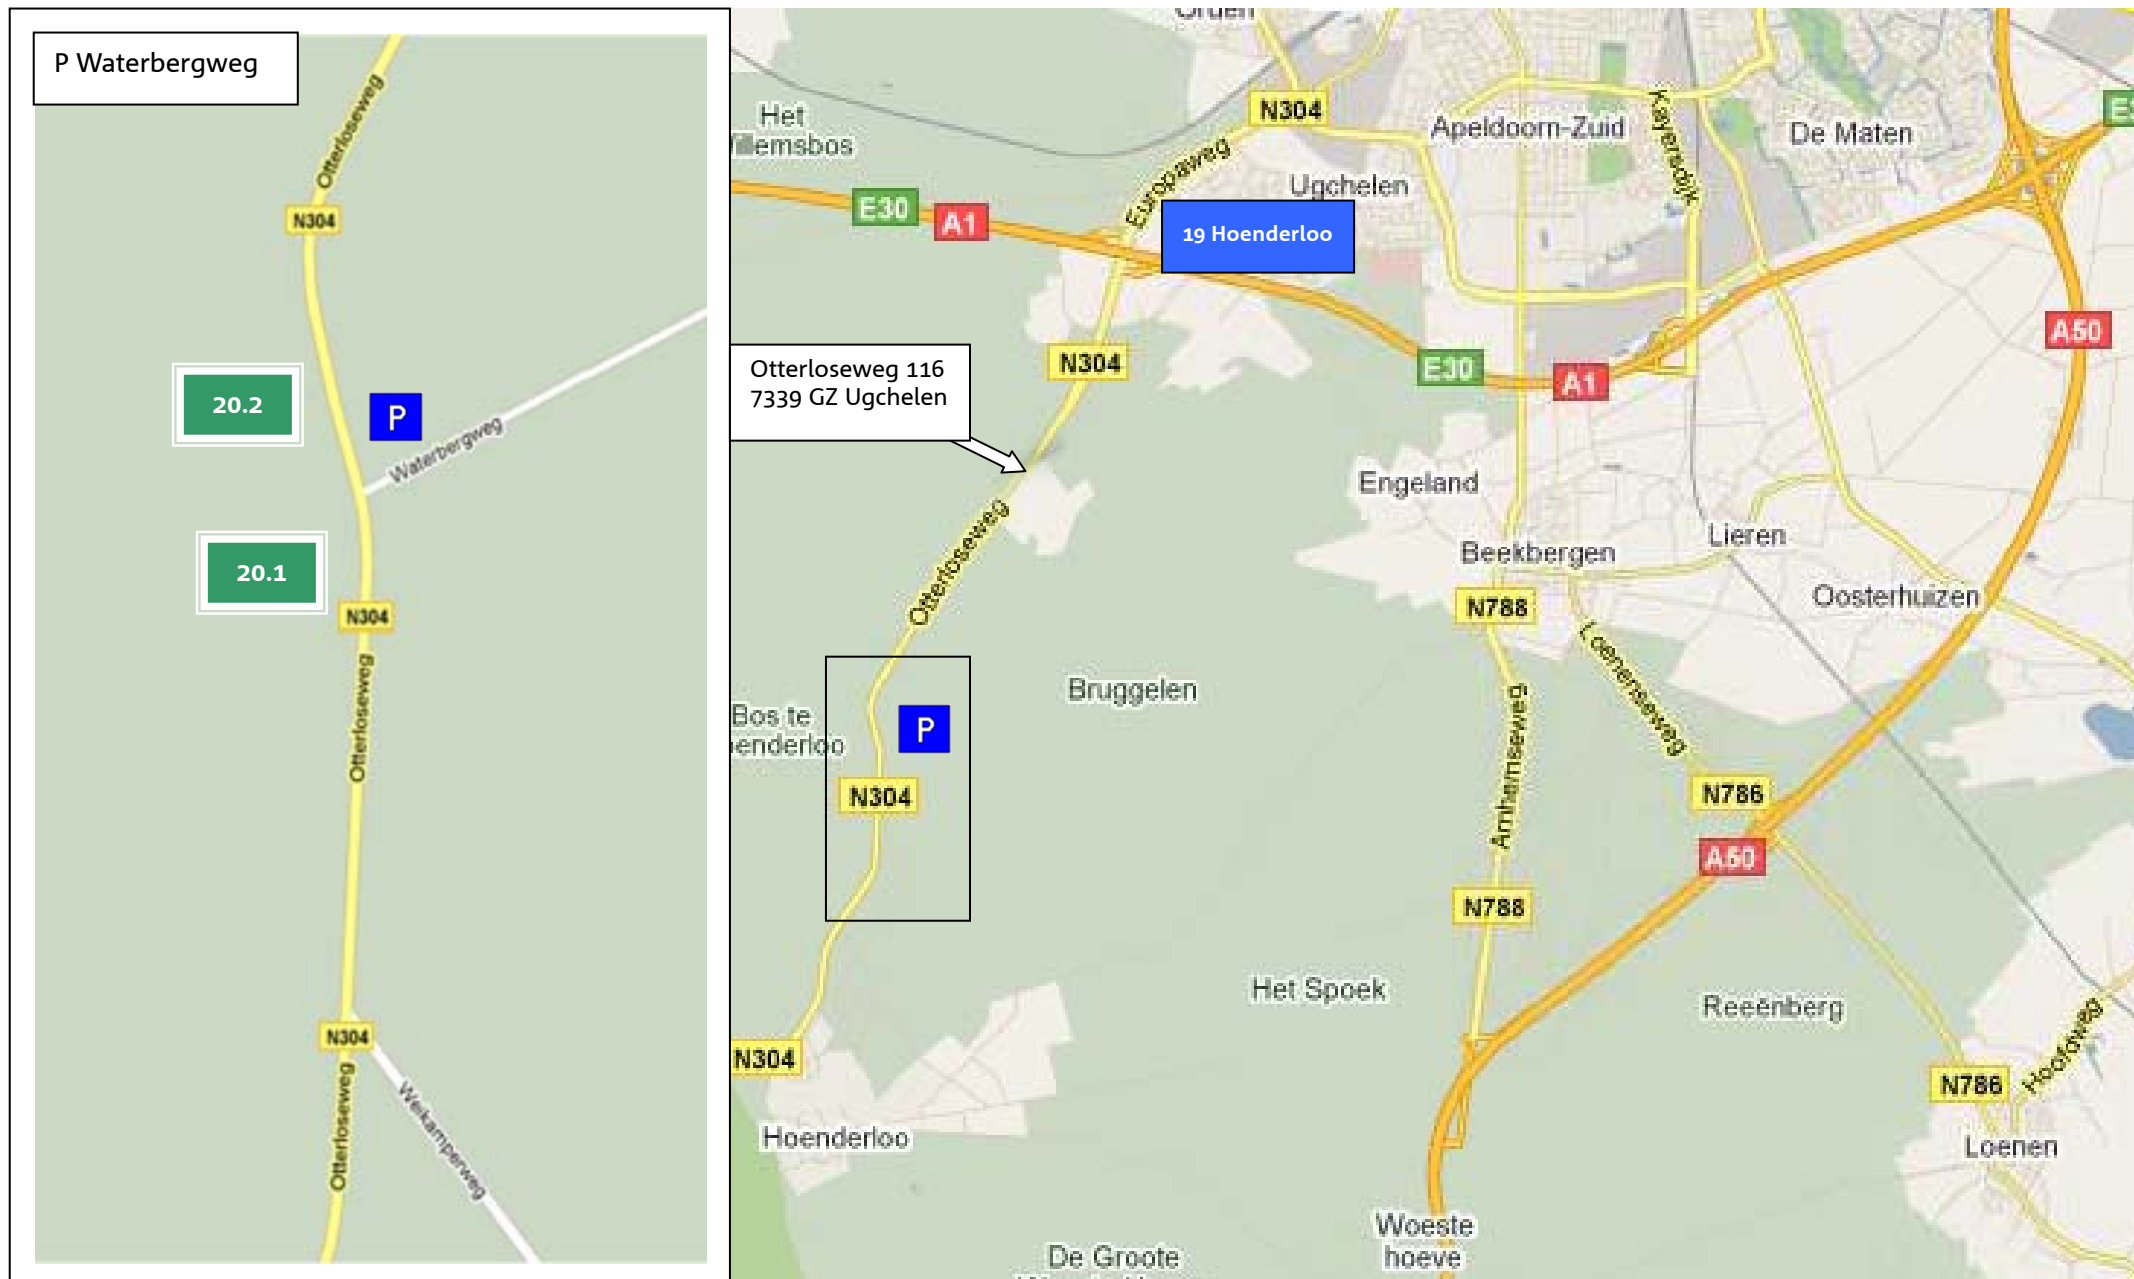 P Waterbergweg
Otterloseweg
N304
20.2
P
Waterbergweg
20.1
N304
Otterloseweg
N304
Otterloseweg
Het
N304
Apeldoorn-Zuid
Kayersdijk
De Maten
Europaweg
Ugchelen
E30
A1
19 Hoenderloo
A50
Otterloseweg 116
7339 GZ Ugchelen
N304
E30
A1
Engeland
Otterloseweg
Beekbergen
Lieren
N788
Oosterhuizen
Loenenseweg
Bruggelen
Bos te
P
Arnhemseweg
N304
N786
A50
N788
Het Spoek
Reeënberg
N304
Hoofdweg
N786
Hoenderloo
Loenen
Woeste
hoeve
De Groote